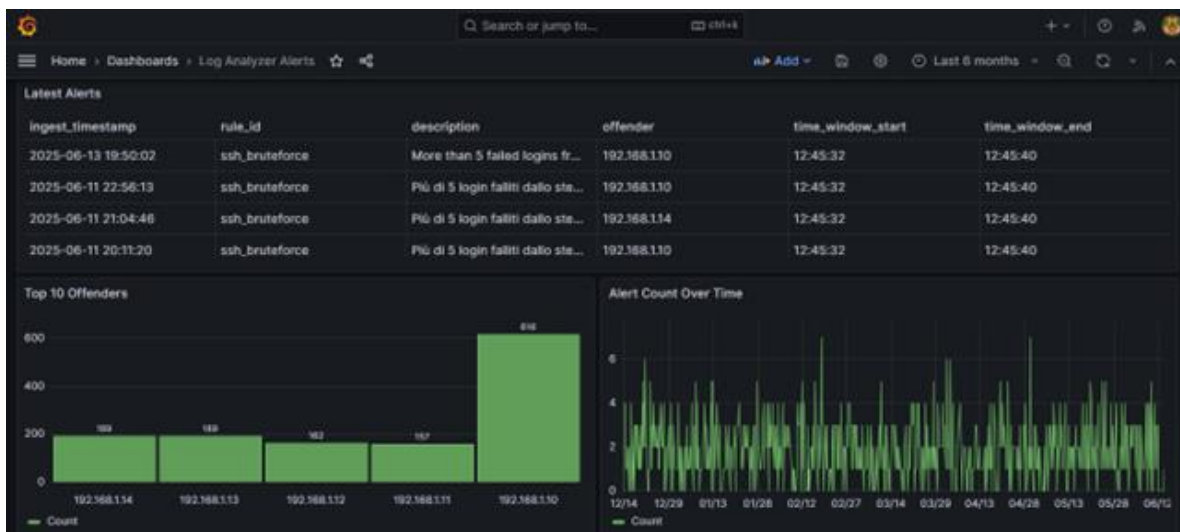 Search or jump to... ctrl+k
Home › Dashboards › Log Analyzer Alerts Add Last 6 months
Latest Alerts
ingest_timestamp rule_id description offender time_window_start time_window_end
2025-06-13 19:50:02 ssh_bruteforce More than 5 failed logins fr... 192.168.1.10 12:45:32 12:45:40
2025-06-11 22:56:13 ssh_bruteforce Più di 5 login falliti dallo ste... 192.168.1.10 12:45:32 12:45:40
2025-06-11 21:04:46 ssh_bruteforce Più di 5 login falliti dallo ste... 192.168.1.14 12:45:32 12:45:40
2025-06-11 20:11:20 ssh_bruteforce Più di 5 login falliti dallo ste... 192.168.1.10 12:45:32 12:45:40
Top 10 Offenders
600
400
200
0
162 157
192.168.1.14 192.168.1.13 192.168.1.12 192.168.1.11 192.168.1.10
Count
Alert Count Over Time
6
4
2
0
12/14 12/29 01/13 01/28 02/12 02/27 03/14 03/29 04/13 04/28 05/13 05/28 06/12
Count